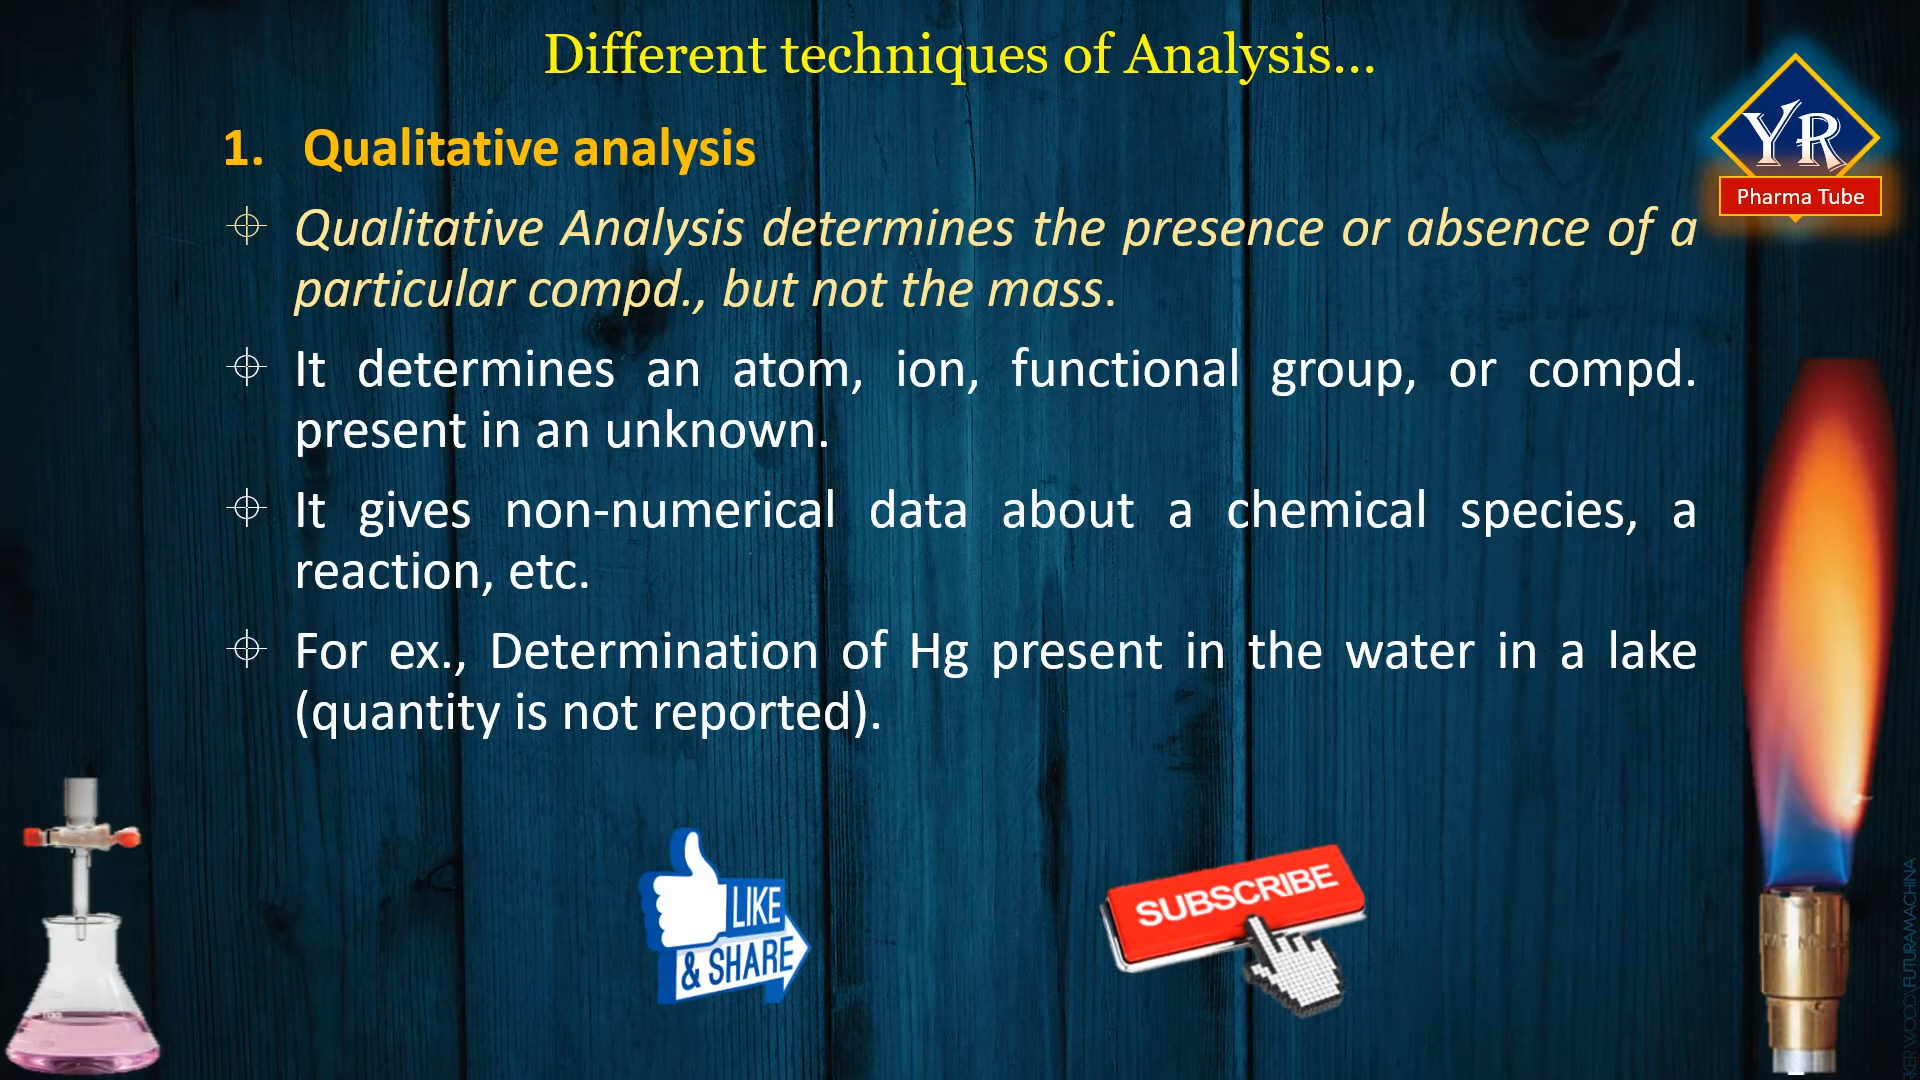 Different techniques of Analysis...
YR
Pharma Tube
1. Qualitative analysis
Qualitative Analysis determines the presence or absence of a
particular compd., but not the mass.
It determines an atom, ion, functional group, or compd.
present in an unknown.
It gives non-numerical data about a chemical species, a
reaction, etc.
For ex., Determination of Hg present in the water in a lake
(quantity is not reported).
LIKE
& SHARE
SUBSCRIBE